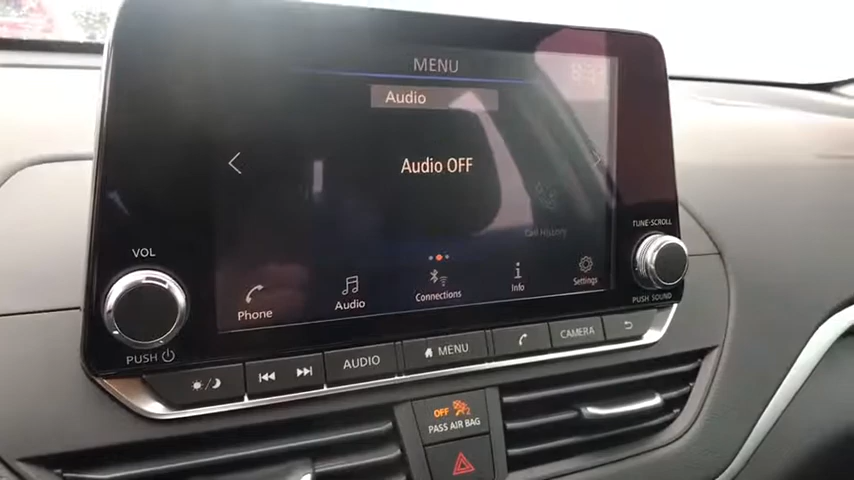 MENU
Audio
Audio OFF
Call History
VOL
TUNE·SCROLL
Phone
Audio
Connections
Info
Settings
PUSH
PUSH SOUND
AUDIO
MENU
CAMERA
OFF
2
PASS AIR BAG